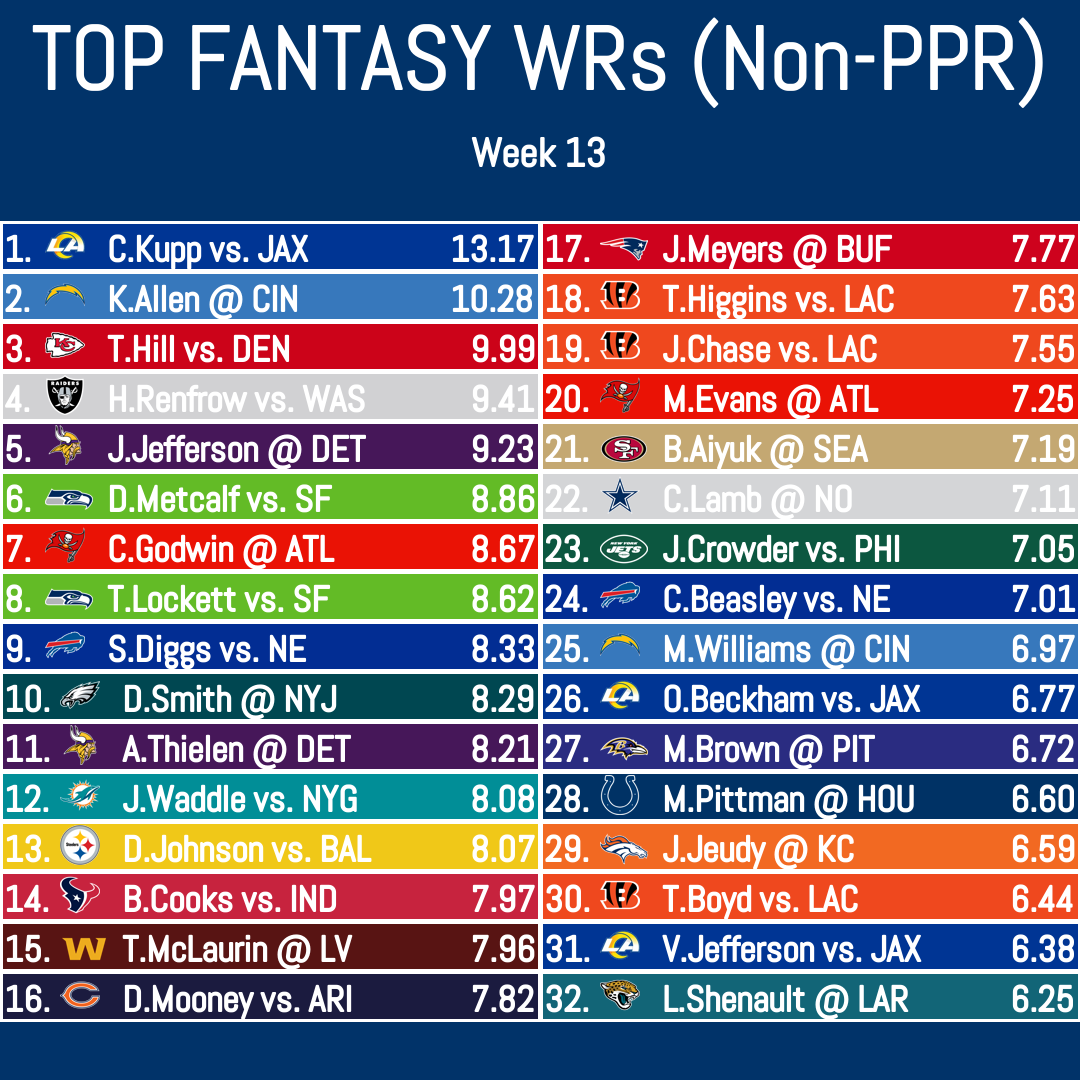 TOP FANTASY WRs (Non-PPR)
Week 13
1. C.Kupp vs. JAX 13.17
2. K.Allen @ CIN 10.28
3. T.Hill vs. DEN 9.99
4. H.Renfrow vs. WAS 9.41
5. J.Jefferson @ DET 9.23
6. D.Metcalf vs. SF 8.86
7. C.Godwin @ ATL 8.67
8. T.Lockett vs. SF 8.62
9. S.Diggs vs. NE 8.33
10. D.Smith @ NYJ 8.29
11. A.Thielen @ DET 8.21
12. J.Waddle vs. NYG 8.08
13. D.Johnson vs. BAL 8.07
14. B.Cooks vs. IND 7.97
15. T.McLaurin @ LV 7.96
16. D.Mooney vs. ARI 7.82
17. J.Meyers @ BUF 7.77
18. T.Higgins vs. LAC 7.63
19. J.Chase vs. LAC 7.55
20. M.Evans @ ATL 7.25
21. B.Aiyuk @ SEA 7.19
22. C.Lamb @ NO 7.11
23. J.Crowder vs. PHI 7.05
24. C.Beasley vs. NE 7.01
25. M.Williams @ CIN 6.97
26. O.Beckham vs. JAX 6.77
27. M.Brown @ PIT 6.72
28. M.Pittman @ HOU 6.60
29. J.Jeudy @ KC 6.59
30. T.Boyd vs. LAC 6.44
31. V.Jefferson vs. JAX 6.38
32. L.Shenault @ LAR 6.25